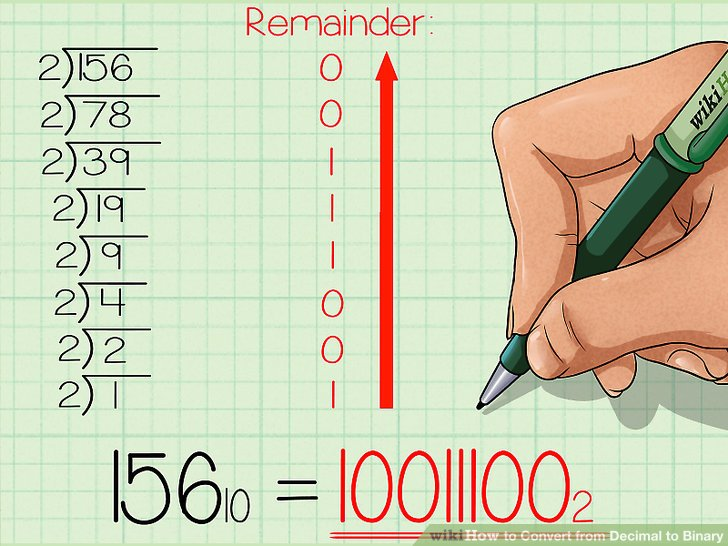 Remainder:
2)156 0
2)78 0
2)39 1
2)19 1
2)9 1
2)4 0
2)2 0
2)1 1
156₁₀ = 10011100₂
wikiH
wikiHow to Convert from Decimal to Binary